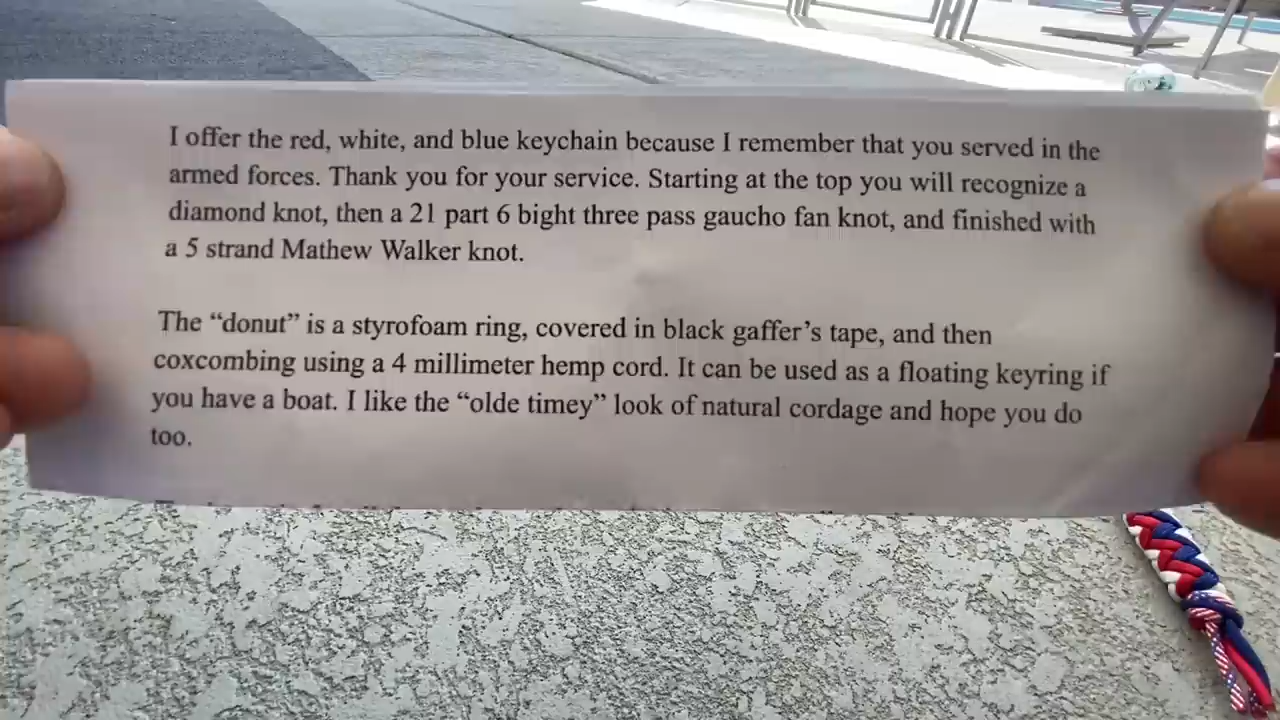 I offer the red, white, and blue keychain because I remember that you served in the
armed forces. Thank you for your service. Starting at the top you will recognize a
diamond knot, then a 21 part 6 bight three pass gaucho fan knot, and finished with
a 5 strand Mathew Walker knot.
The “donut” is a styrofoam ring, covered in black gaffer’s tape, and then
coxcombing using a 4 millimeter hemp cord. It can be used as a floating keyring if
you have a boat. I like the “olde timey” look of natural cordage and hope you do
too.